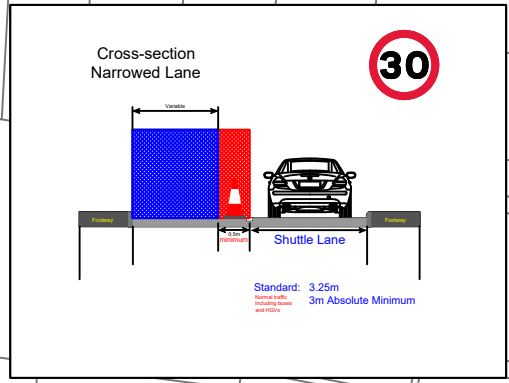 Cross-section
Narrowed Lane
30
Variable
Footway
Footway
0.5m
minimum
Shuttle Lane
Standard: 3.25m
Normal traffic
including buses
and HGVs
3m Absolute Minimum